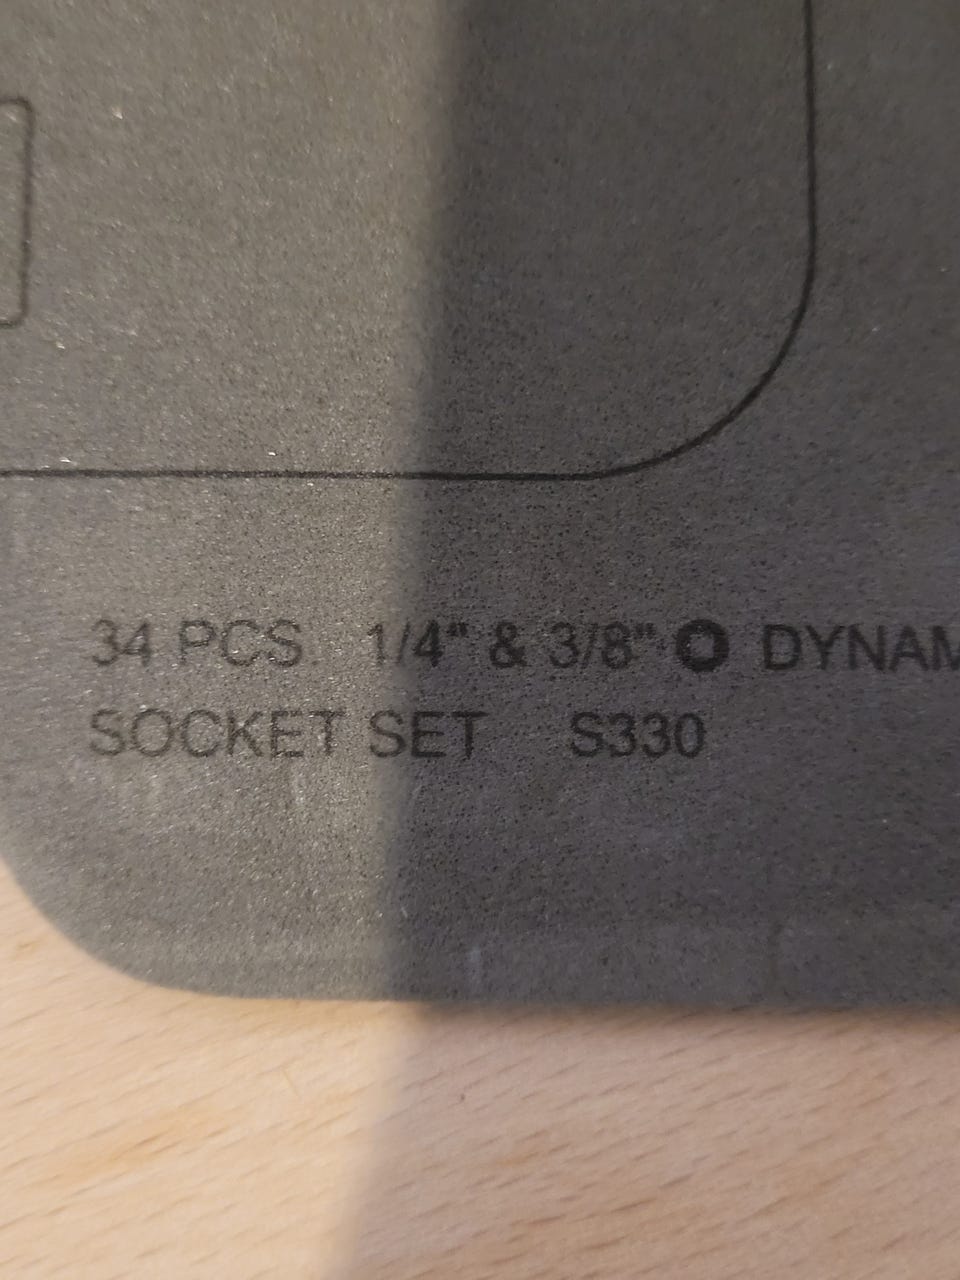 34 PCS. 1/4" & 3/8" DYNAM
SOCKET SET S330